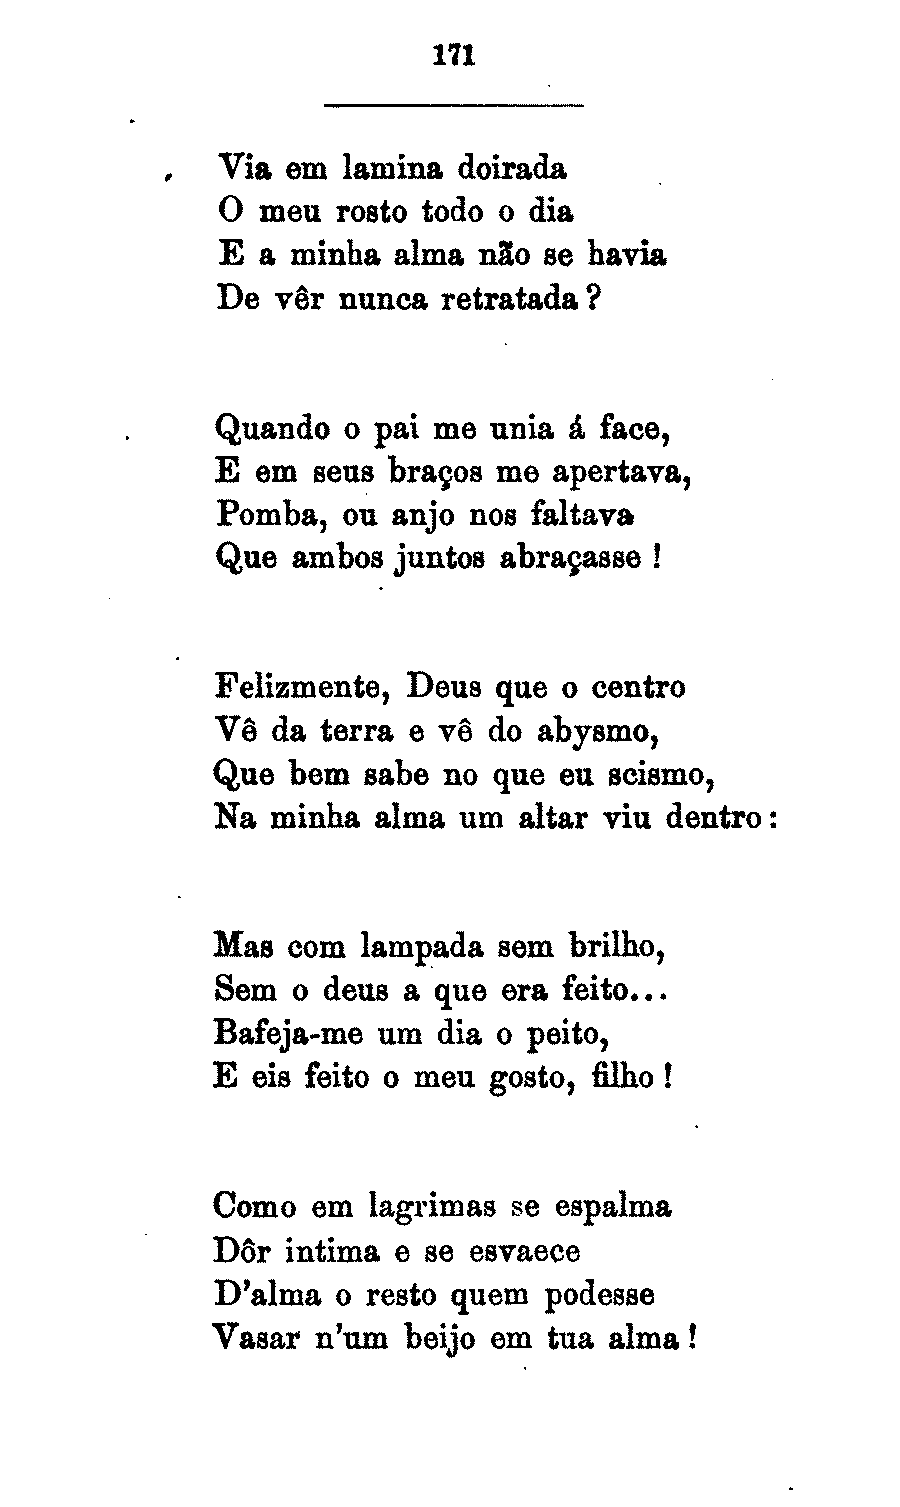 171
Via em lamina doirada
O meu rosto todo o dia
E a minha alma não se havia
De vêr nunca retratada?
Quando o pai me unia á face,
E em seus braços me apertava,
Pomba, ou anjo nos faltava
Que ambos juntos abraçasse!
Felizmente, Deus que o centro
Vê da terra e vê do abysmo,
Que bem sabe no que eu scismo,
Na minha alma um altar viu dentro:
Mas com lampada sem brilho,
Sem o deus a que era feito...
Bafeja-me um dia o peito,
E eis feito o meu gosto, filho!
Como em lagrimas se espalma
Dôr intima e se esvaece
D'alma o resto quem podesse
Vasar n'um beijo em tua alma!